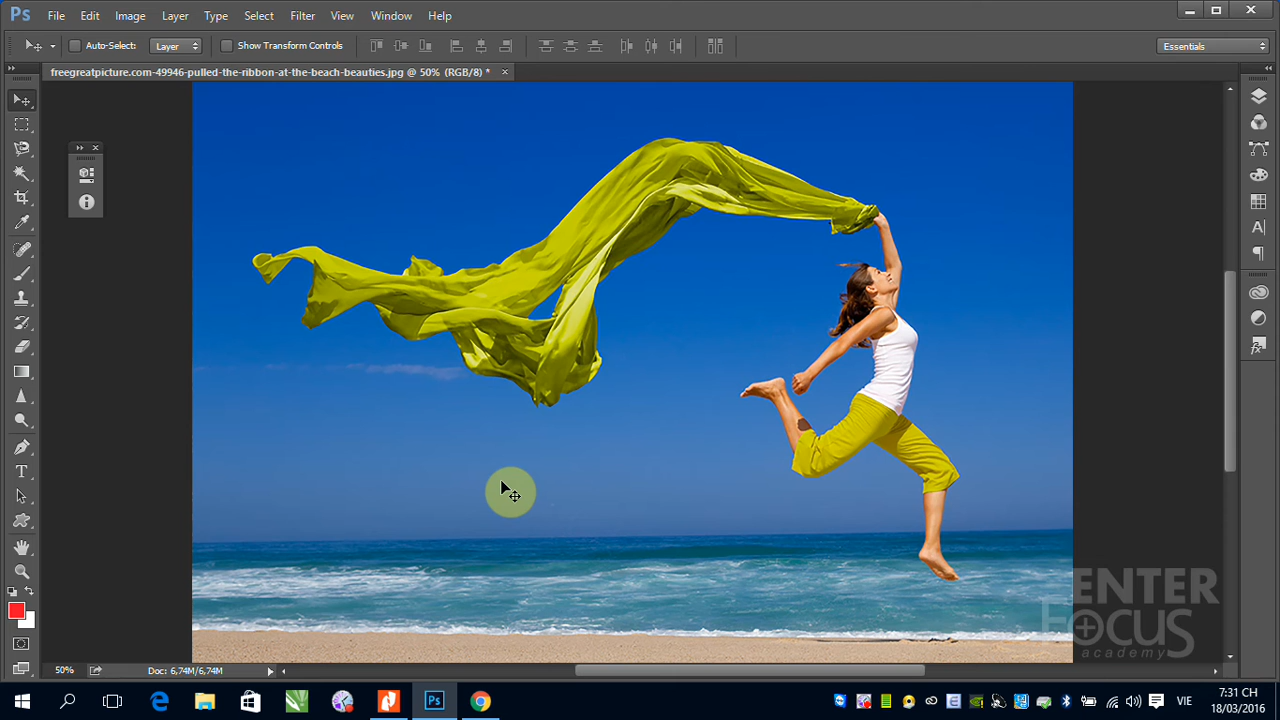 Ps File Edit Image Layer Type Select Filter View Window Help
Auto-Select: Layer Show Transform Controls Essentials
freegreatpicture.com-49946-pulled-the-ribbon-at-the-beach-beauties.jpg @ 50% (RGB/8) *
ENTER
FOCUS
academy
50% Doc: 6,74M/6,74M
Ps VIE 7:31 CH
18/03/2016